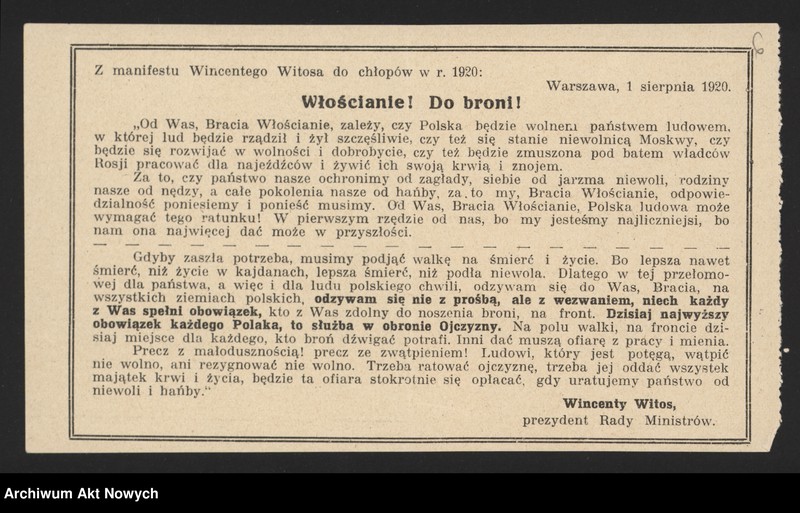 6
Z manifestu Wincentego Witosa do chłopów w r. 1920:
Warszawa, 1 sierpnia 1920.
Włościanie! Do broni!
„Od Was, Bracia Włościanie, zależy, czy Polska będzie wolnem państwem ludowem,
w której lud będzie rządził i żył szczęśliwie, czy też się stanie niewolnicą Moskwy, czy
będzie się rozwijać w wolności i dobrobycie, czy też będzie zmuszona pod batem władców
Rosji pracować dla najeźdźców i żywić ich swoją krwią i znojem.
Za to, czy państwo nasze ochronimy od zagłady, siebie od jarzma niewoli, rodziny
nasze od nędzy, a całe pokolenia nasze od hańby, za to my, Bracia Włościanie, odpowie-
dzialność poniesiemy i ponieść musimy. Od Was, Bracia Włościanie, Polska ludowa może
wymagać tego ratunku! W pierwszym rzędzie od nas, bo my jesteśmy najliczniejsi, bo
nam ona najwięcej dać może w przyszłości.
— — — — — — — — — — — — — — — — — — — — — — —
Gdyby zaszła potrzeba, musimy podjąć walkę na śmierć i życie. Bo lepsza nawet
śmierć, niż życie w kajdanach, lepsza śmierć, niż podła niewola. Dlatego w tej przełomo-
wej dla państwa, a więc i dla ludu polskiego chwili, odzywam się do Was, Bracia, na
wszystkich ziemiach polskich, odzywam się nie z prośbą, ale z wezwaniem, niech każdy
z Was spełni obowiązek, kto z Was zdolny do noszenia broni, na front. Dzisiaj najwyższy
obowiązek każdego Polaka, to służba w obronie Ojczyzny. Na polu walki, na froncie dzi-
siaj miejsce dla każdego, kto broń dźwigać potrafi. Inni dać muszą ofiarę z pracy i mienia.
Precz z małodusznością! precz ze zwątpieniem! Ludowi, który jest potęgą, wątpić
nie wolno, ani rezygnować nie wolno. Trzeba ratować ojczyznę, trzeba jej oddać wszystek
majątek krwi i życia, będzie ta ofiara stokrotnie się opłacać, gdy uratujemy państwo od
niewoli i hańby.“
Wincenty Witos,
prezydent Rady Ministrów.
Archiwum Akt Nowych